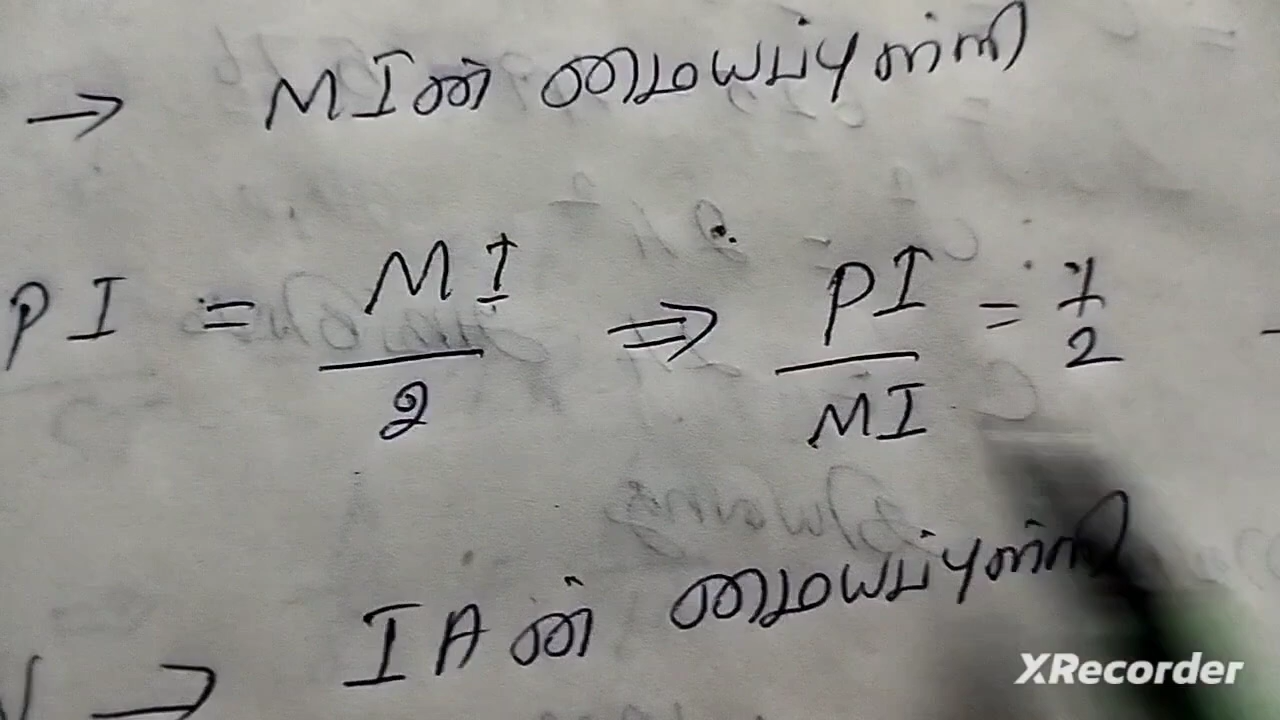 → MIன் மையப்புள்ளி
PI = MI/2 ⇒ PI/MI = 1/2 -
→ IAன் மையப்புள்ளி
XRecorder